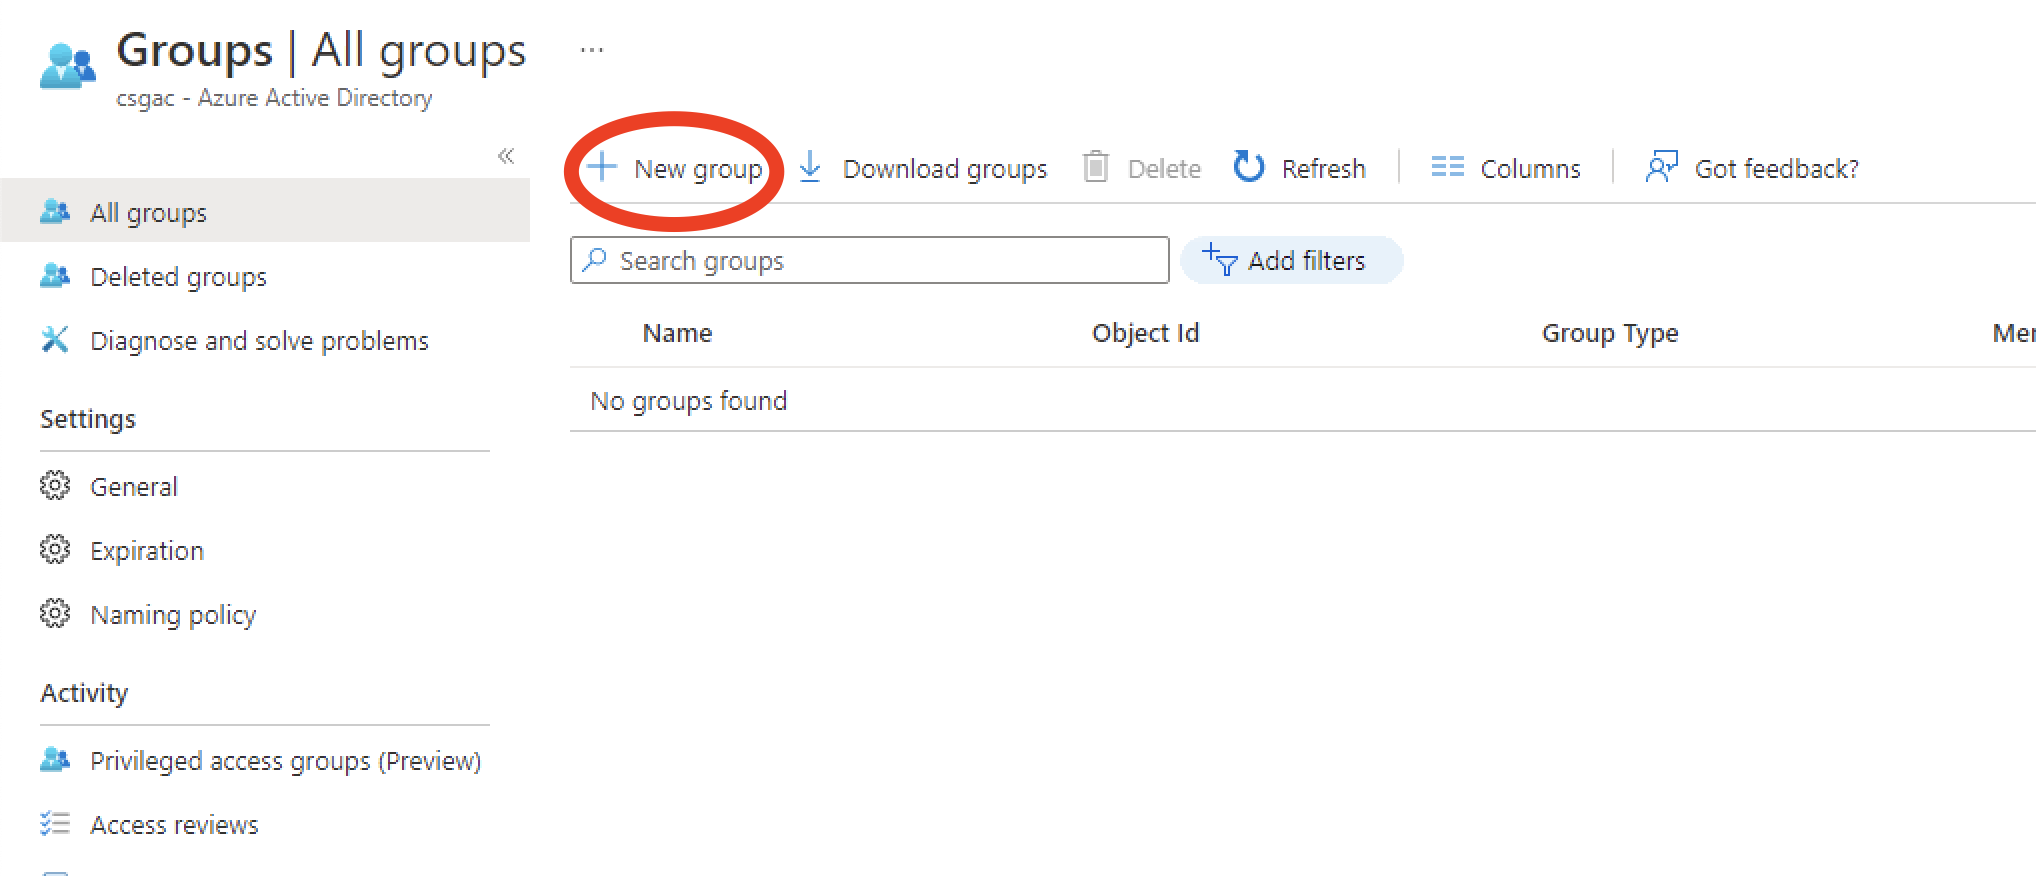 Groups | All groups ...
csgac - Azure Active Directory
«
All groups
Deleted groups
Diagnose and solve problems
Settings
General
Expiration
Naming policy
Activity
Privileged access groups (Preview)
Access reviews
New group Download groups Delete Refresh Columns Got feedback?
Search groups Add filters
Name Object Id Group Type Mer
No groups found